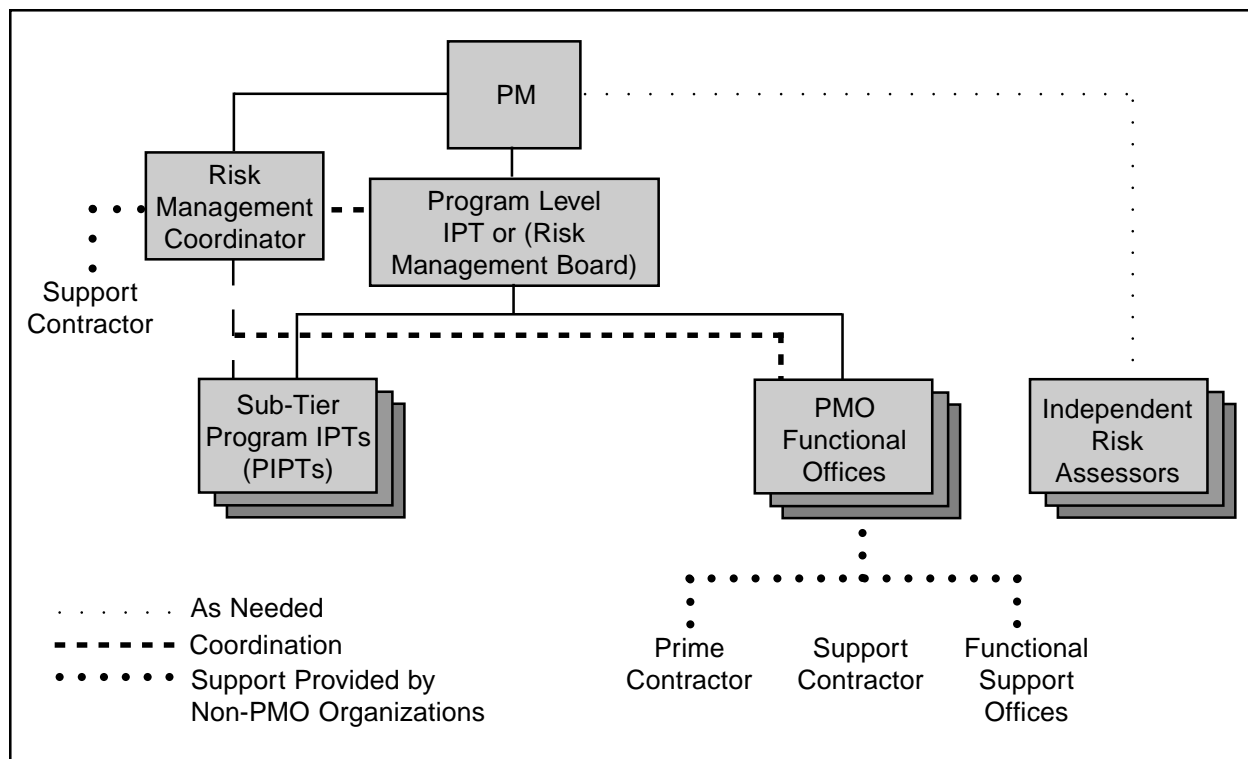 PM
Risk
Management
Coordinator
Program Level
IPT or (Risk
Management Board)
Support
Contractor
Sub-Tier
Program IPTs
(PIPTs)
PMO
Functional
Offices
Independent
Risk
Assessors
As Needed
Coordination
Support Provided by
Non-PMO Organizations
Prime
Contractor
Support
Contractor
Functional
Support
Offices